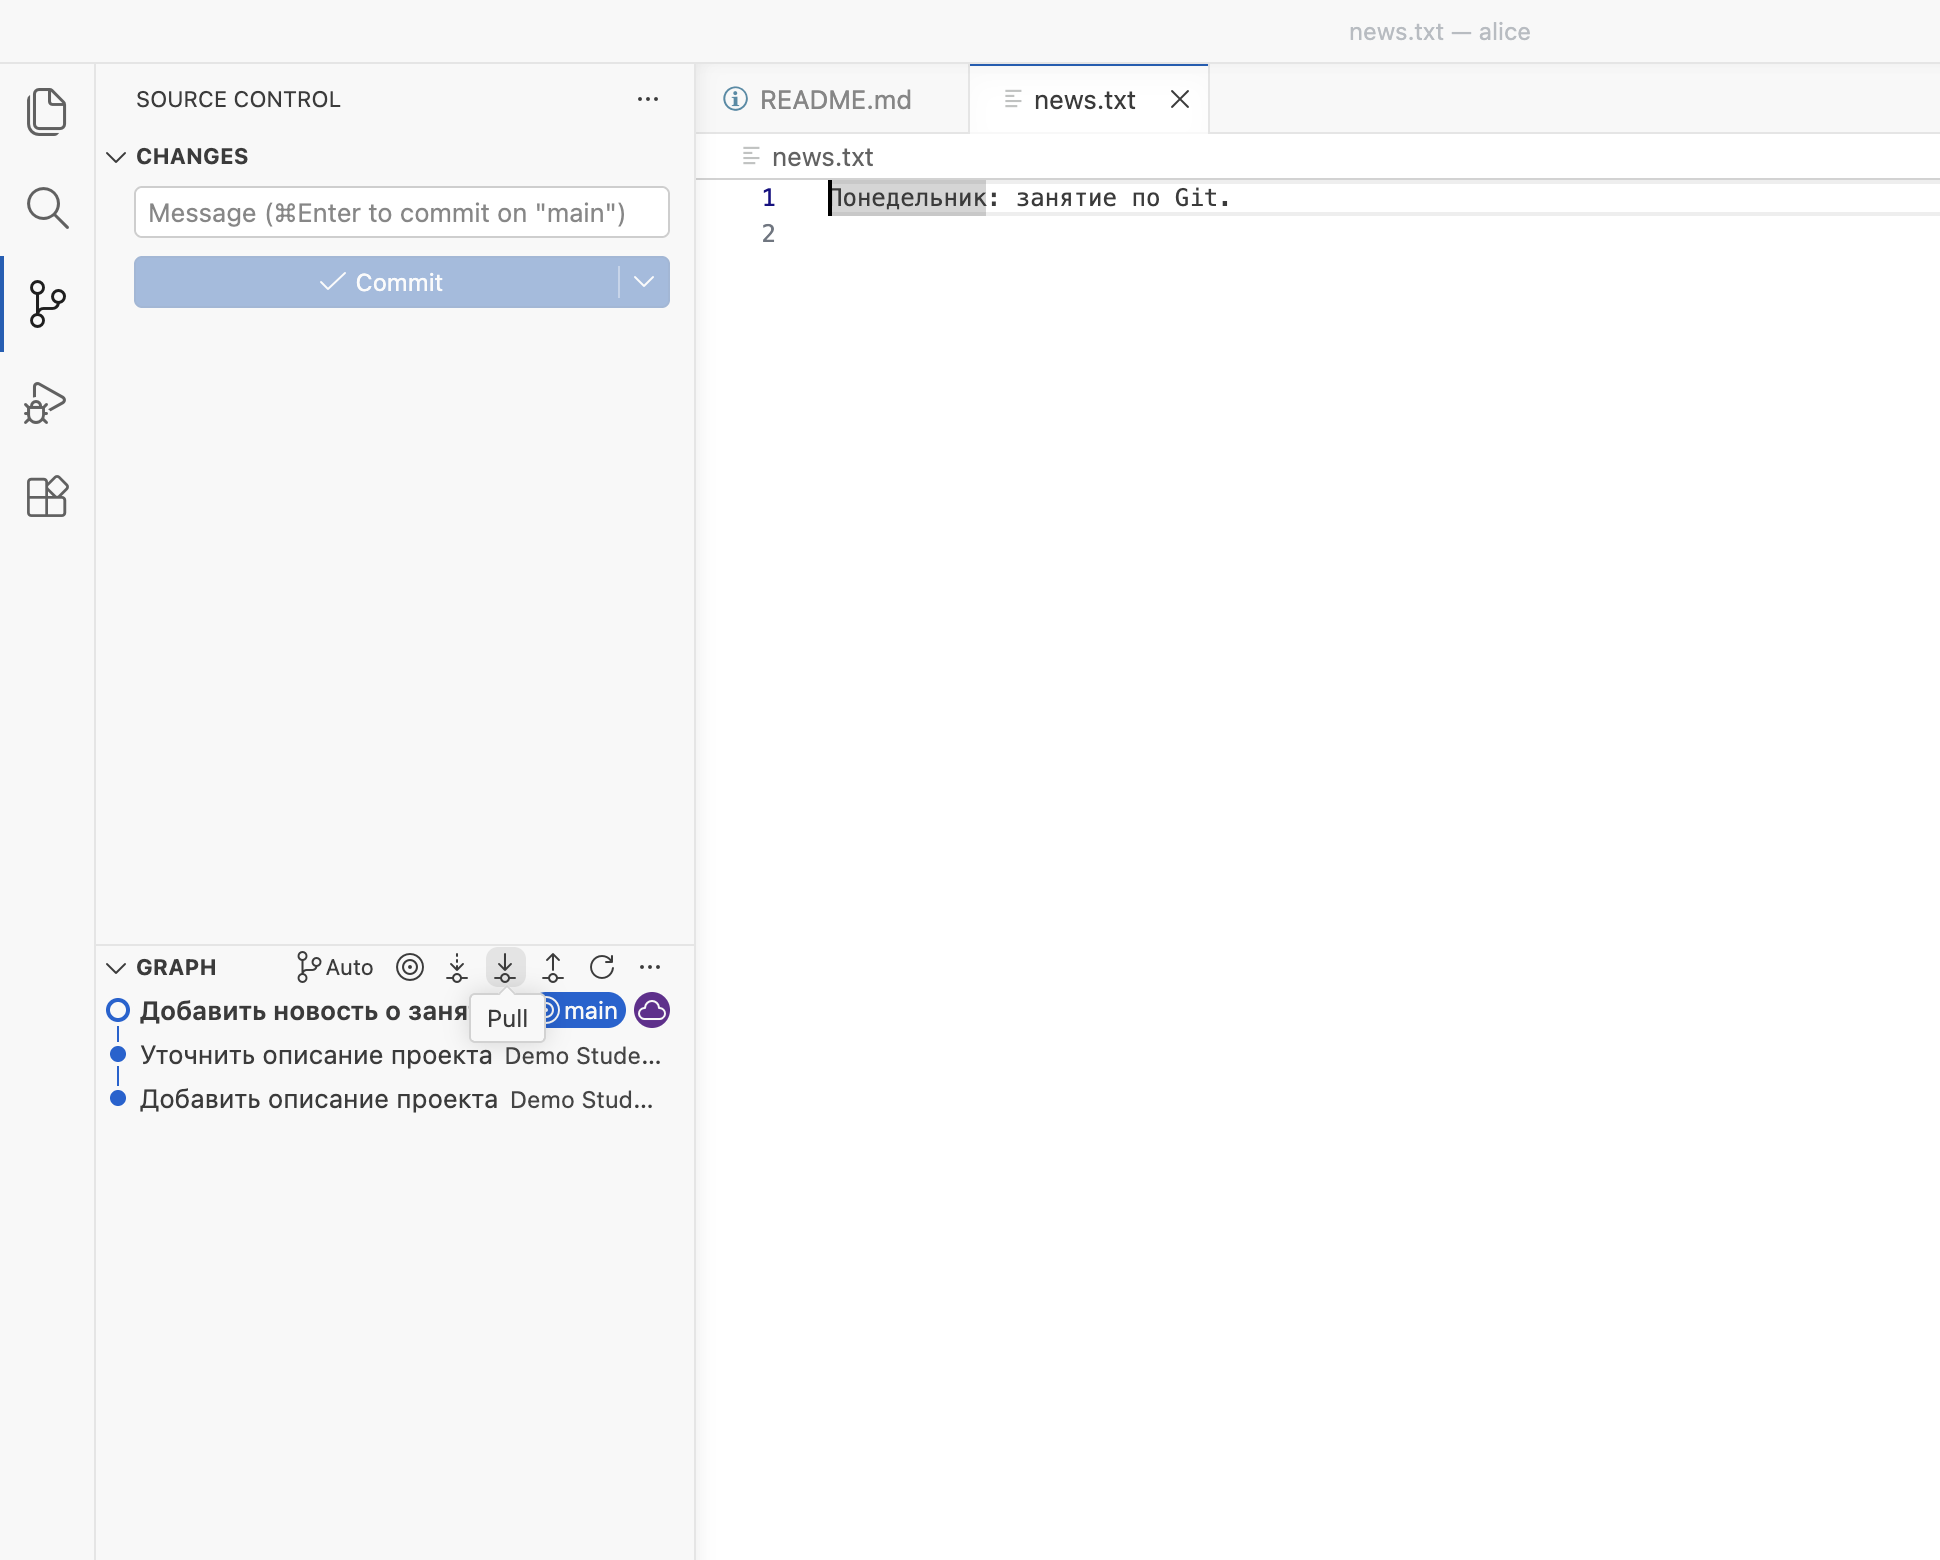 news.txt — alice
SOURCE CONTROL
CHANGES
Message (⌘Enter to commit on "main")
Commit
README.md
news.txt
news.txt
1 Понедельник: занятие по Git.
2
GRAPH
Auto
Добавить новость о заня
main
Pull
Уточнить описание проекта Demo Stude...
Добавить описание проекта Demo Stud...